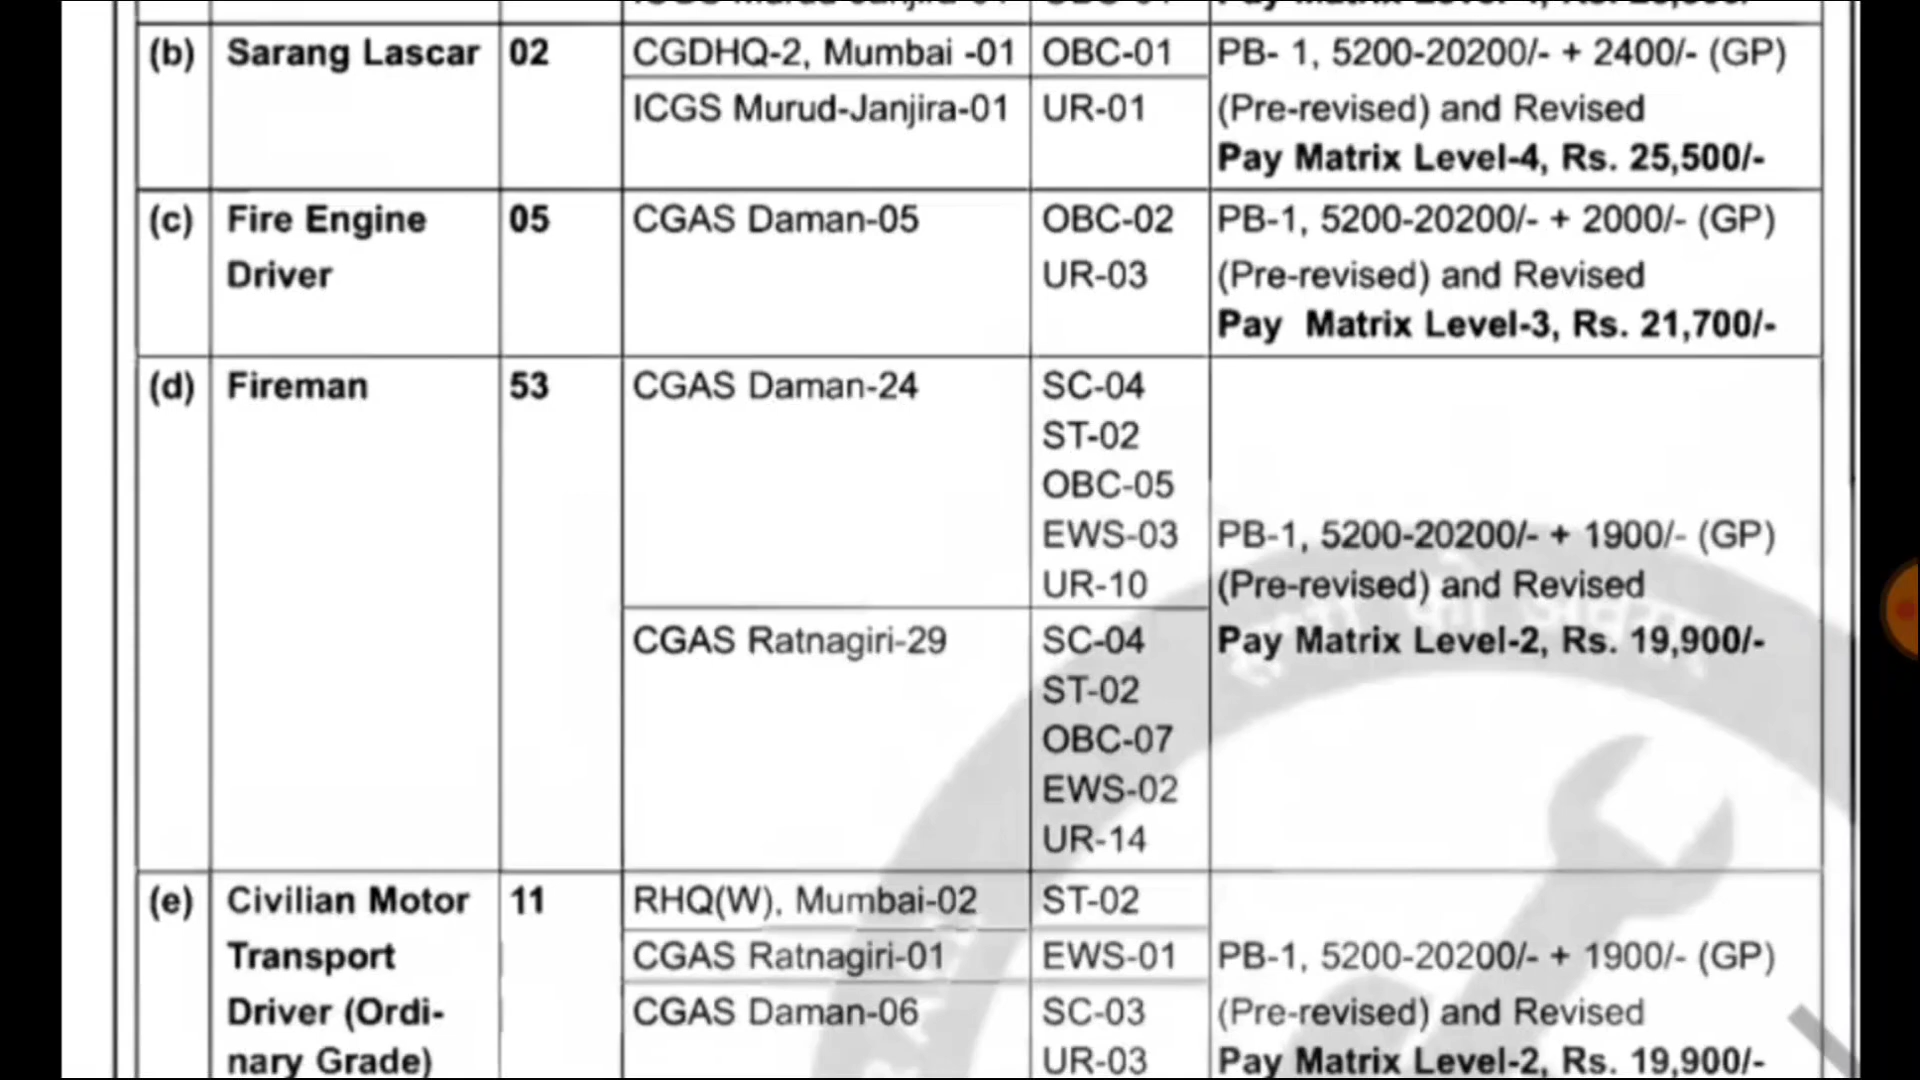 (b) Sarang Lascar 02 CGDHQ-2, Mumbai -01 OBC-01 PB- 1, 5200-20200/- + 2400/- (GP)
ICGS Murud-Janjira-01 UR-01 (Pre-revised) and Revised
Pay Matrix Level-4, Rs. 25,500/-
(c) Fire Engine 05 CGAS Daman-05 OBC-02 PB-1, 5200-20200/- + 2000/- (GP)
Driver UR-03 (Pre-revised) and Revised
Pay Matrix Level-3, Rs. 21,700/-
(d) Fireman 53 CGAS Daman-24 SC-04
ST-02
OBC-05
EWS-03 PB-1, 5200-20200/- + 1900/- (GP)
UR-10 (Pre-revised) and Revised
CGAS Ratnagiri-29 SC-04 Pay Matrix Level-2, Rs. 19,900/-
ST-02
OBC-07
EWS-02
UR-14
(e) Civilian Motor 11 RHQ(W), Mumbai-02 ST-02
Transport CGAS Ratnagiri-01 EWS-01 PB-1, 5200-20200/- + 1900/- (GP)
Driver (Ordi- CGAS Daman-06 SC-03 (Pre-revised) and Revised
nary Grade) UR-03 Pay Matrix Level-2, Rs. 19,900/-